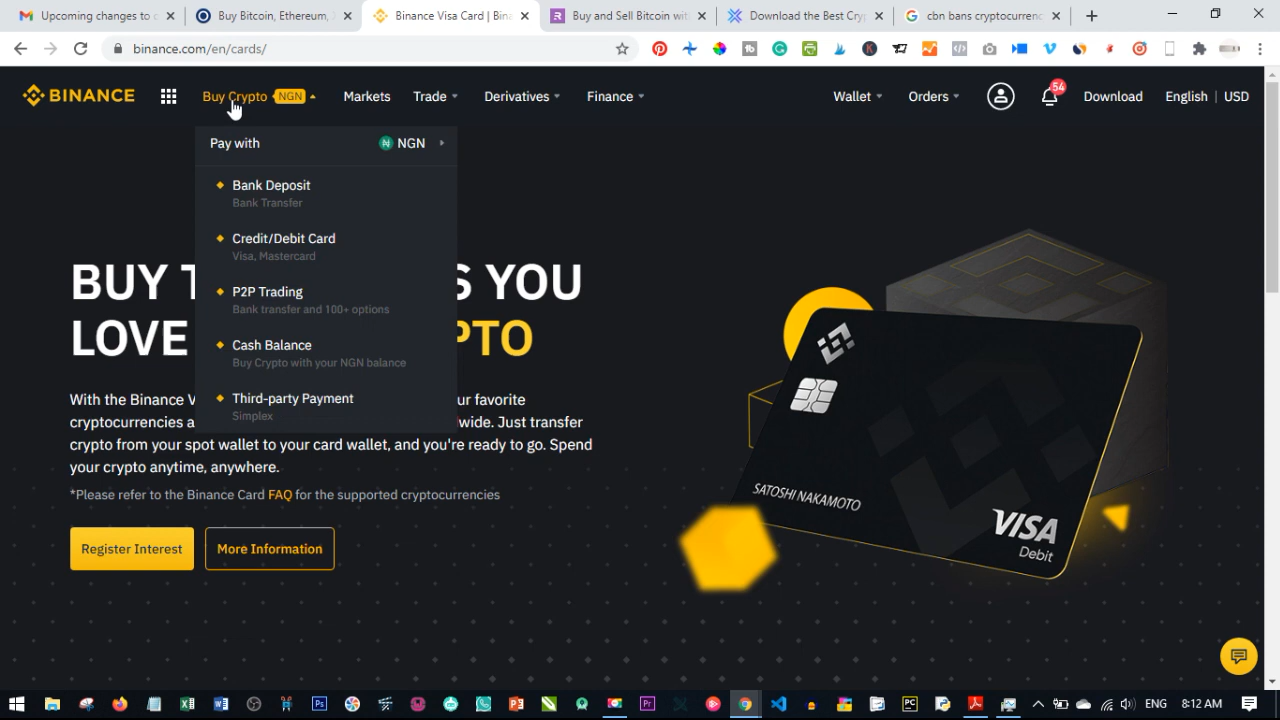 Upcoming changes to c
Buy Bitcoin, Ethereum,
Binance Visa Card | Bin
Buy and Sell Bitcoin wit
Download the Best Cry
cbn bans cryptocurrenc
binance.com/en/cards/
BINANCE
Buy Crypto NGN
Markets
Trade
Derivatives
Finance
Wallet
Orders
54
Download
English | USD
Pay with NGN
Bank Deposit
Bank Transfer
Credit/Debit Card
Visa, Mastercard
P2P Trading
Bank transfer and 100+ options
Cash Balance
Buy Crypto with your NGN balance
Third-party Payment
Simplex
BUY T S YOU
LOVE PTO
With the Binance V ur favorite
cryptocurrencies a wide. Just transfer
crypto from your spot wallet to your card wallet, and you're ready to go. Spend
your crypto anytime, anywhere.
*Please refer to the Binance Card FAQ for the supported cryptocurrencies
Register Interest
More Information
SATOSHI NAKAMOTO
VISA
Debit
ENG
8:12 AM